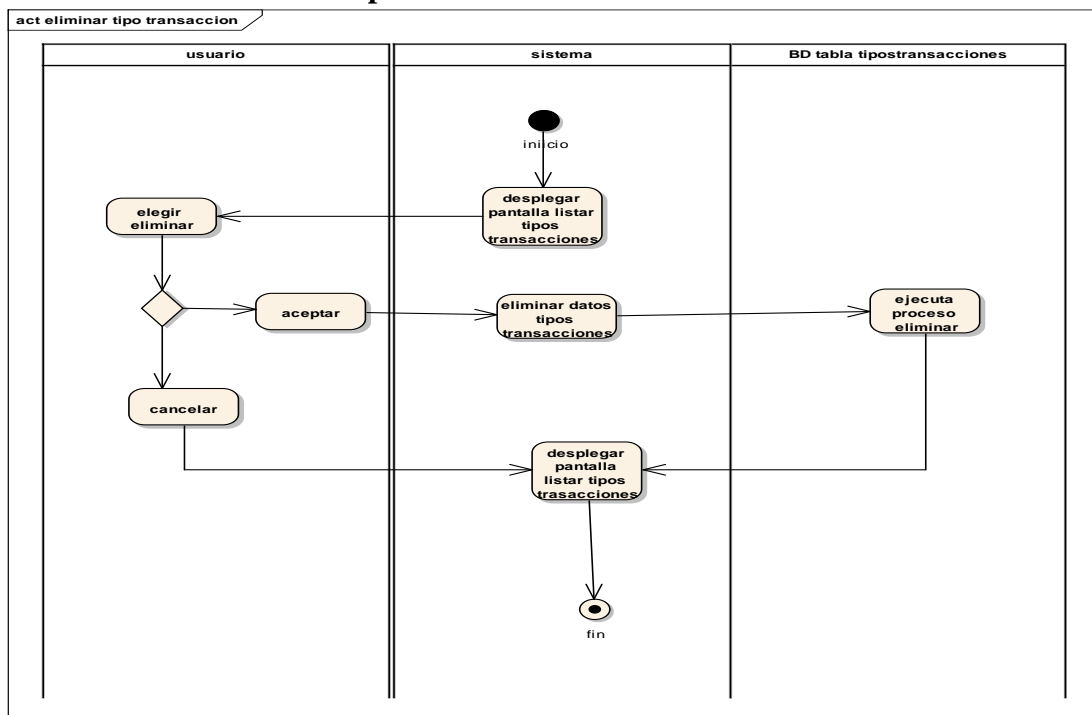 act eliminar tipo transaccion
usuario
sistema
BD tabla tipostransacciones
iniicio
desplegar
pantalla listar
tipos
transacciones
elegir
eliminar
aceptar
eliminar datos
tipos
transacciones
ejecuta
proceso
eliminar
cancelar
desplegar
pantalla
listar tipos
trasacciones
fin